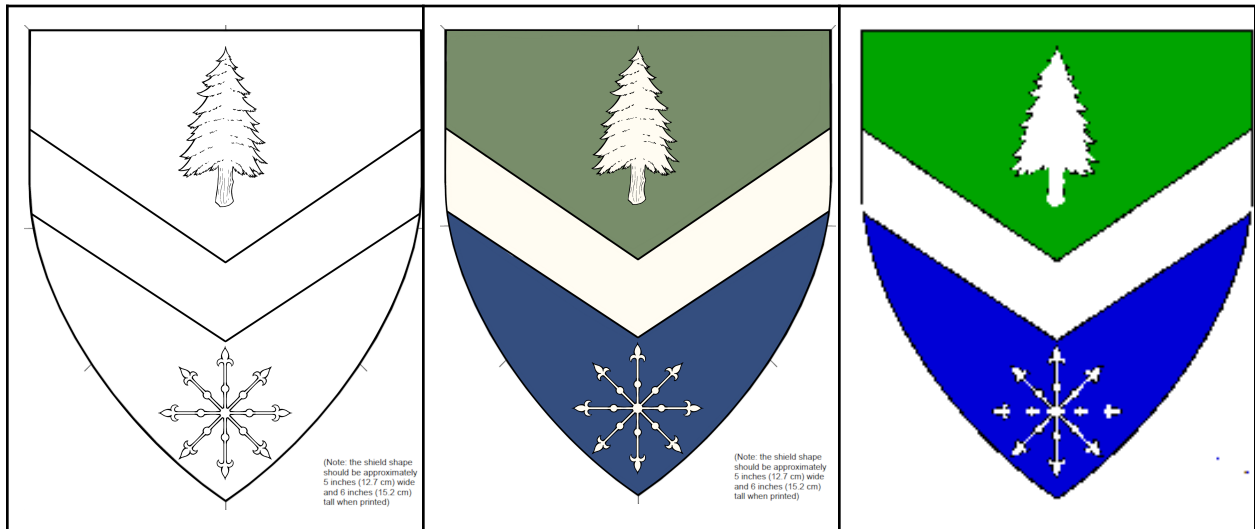 (Note: the shield shape
should be approximately
5 inches (12.7 cm) wide
and 6 inches (15.2 cm)
tall when printed)
(Note: the shield shape
should be approximately
5 inches (12.7 cm) wide
and 6 inches (15.2 cm)
tall when printed)